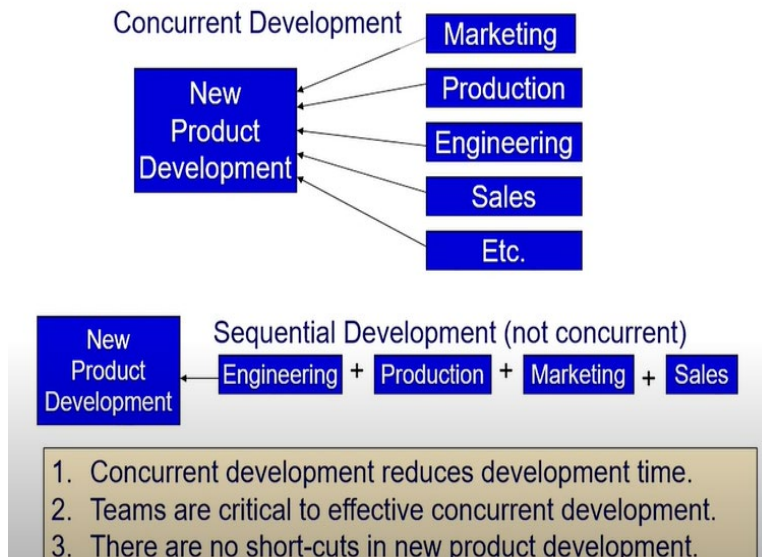 Concurrent Development
New
Product
Development
Marketing
Production
Engineering
Sales
Etc.
Sequential Development (not concurrent)
New
Product
Development
Engineering + Production + Marketing + Sales
1. Concurrent development reduces development time.
2. Teams are critical to effective concurrent development.
3. There are no short-cuts in new product development.